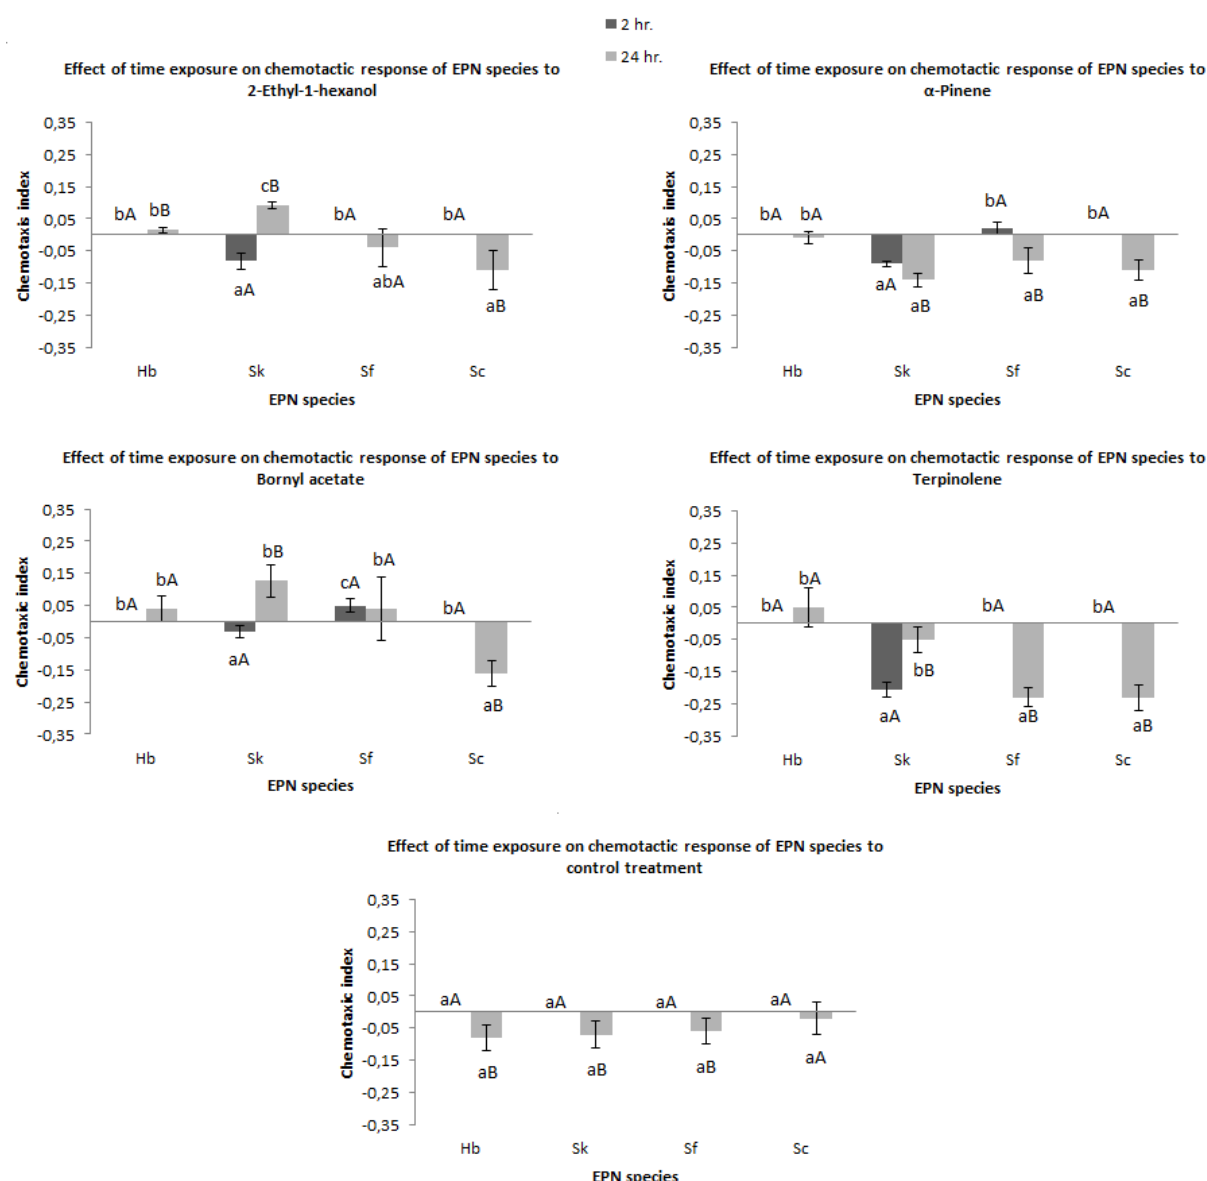 2 hr.
24 hr.
Effect of time exposure on chemotactic response of EPN species to
2-Ethyl-1-hexanol
Chemotaxis index
0,35
0,25
0,15
0,05
-0,05
-0,15
-0,25
-0,35
bA
bB
aA
cB
bA
abA
bA
aB
Hb
Sk
Sf
Sc
EPN species
Effect of time exposure on chemotactic response of EPN species to
α-Pinene
Chemotaxis index
0,35
0,25
0,15
0,05
-0,05
-0,15
-0,25
-0,35
bA
bA
aA
aB
bA
aB
bA
aB
Hb
Sk
Sf
Sc
EPN species
Effect of time exposure on chemotactic response of EPN species to
Bornyl acetate
Chemotaxic index
0,35
0,25
0,15
0,05
-0,05
-0,15
-0,25
-0,35
bA
bA
aA
bB
cA
bA
bA
aB
Hb
Sk
Sf
Sc
EPN species
Effect of time exposure on chemotactic response of EPN species to
Terpinolene
Chemotaxic index
0,35
0,25
0,15
0,05
-0,05
-0,15
-0,25
-0,35
bA
bA
aA
bB
bA
aB
bA
aB
Hb
Sk
Sf
Sc
EPN species
Effect of time exposure on chemotactic response of EPN species to
control treatment
Chemotaxic index
0,35
0,25
0,15
0,05
-0,05
-0,15
-0,25
-0,35
aA
aB
aA
aB
aA
aB
aA
aA
Hb
Sk
Sf
Sc
EPN species